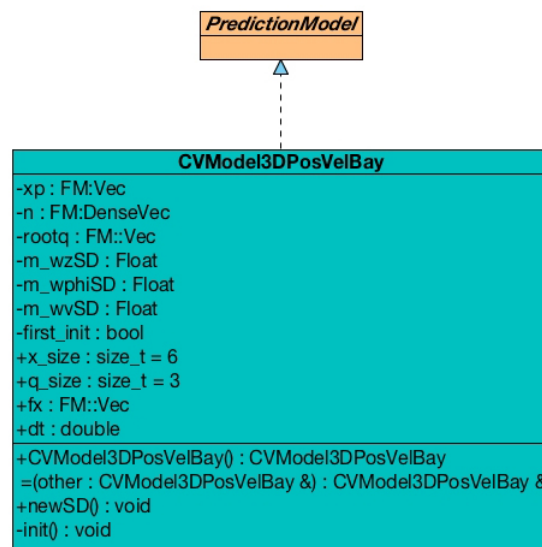 PredictionModel
CVModel3DPosVelBay
-xp : FM:Vec
-n : FM:DenseVec
-rootq : FM::Vec
-m_wzSD : Float
-m_wphiSD : Float
-m_wvSD : Float
-first_init : bool
+x_size : size_t = 6
+q_size : size_t = 3
+fx : FM::Vec
+dt : double
+CVModel3DPosVelBay() : CVModel3DPosVelBay
=(other : CVModel3DPosVelBay &) : CVModel3DPosVelBay &
+newSD() : void
-init() : void